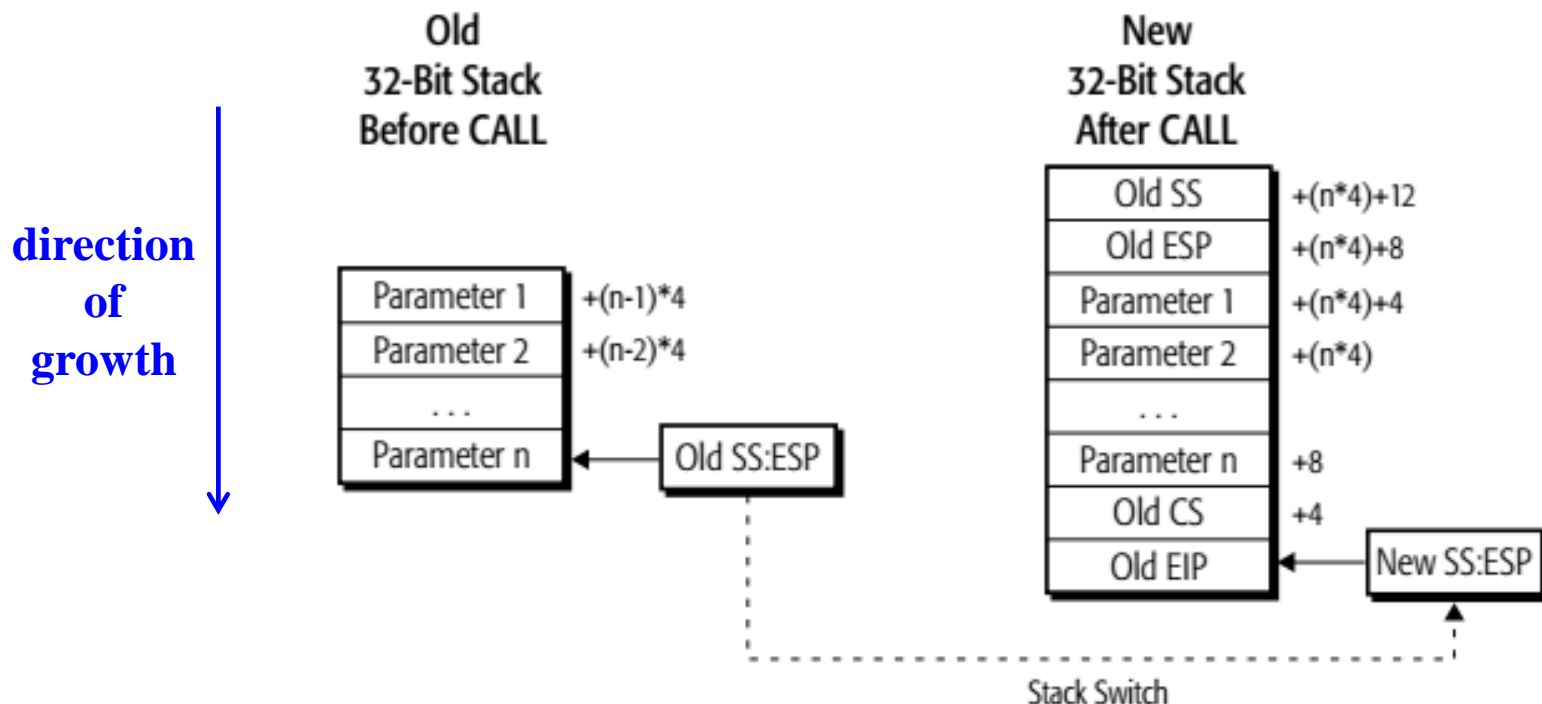 Old
32-Bit Stack
Before CALL
New
32-Bit Stack
After CALL
direction
of
growth
Parameter 1 +(n-1)*4
Parameter 2 +(n-2)*4
. . .
Parameter n
Old SS:ESP
Old SS +(n*4)+12
Old ESP +(n*4)+8
Parameter 1 +(n*4)+4
Parameter 2 +(n*4)
. . .
Parameter n +8
Old CS +4
Old EIP
New SS:ESP
Stack Switch